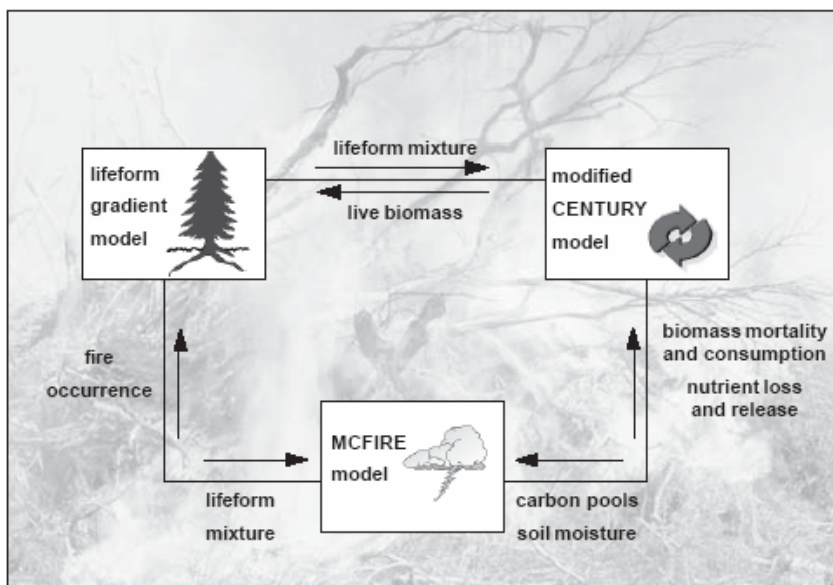 lifeform
gradient
model
lifeform mixture
live biomass
modified
CENTURY
model
fire
occurrence
biomass mortality
and consumption
nutrient loss
and release
MCFIRE
model
lifeform
mixture
carbon pools
soil moisture